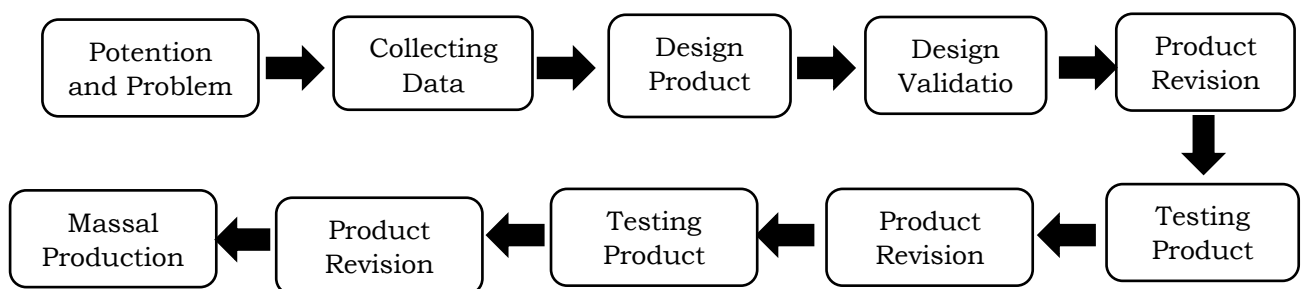 Potention
and Problem
Collecting
Data
Design
Product
Design
Validatio
Product
Revision
Testing
Product
Product
Revision
Testing
Product
Product
Revision
Massal
Production